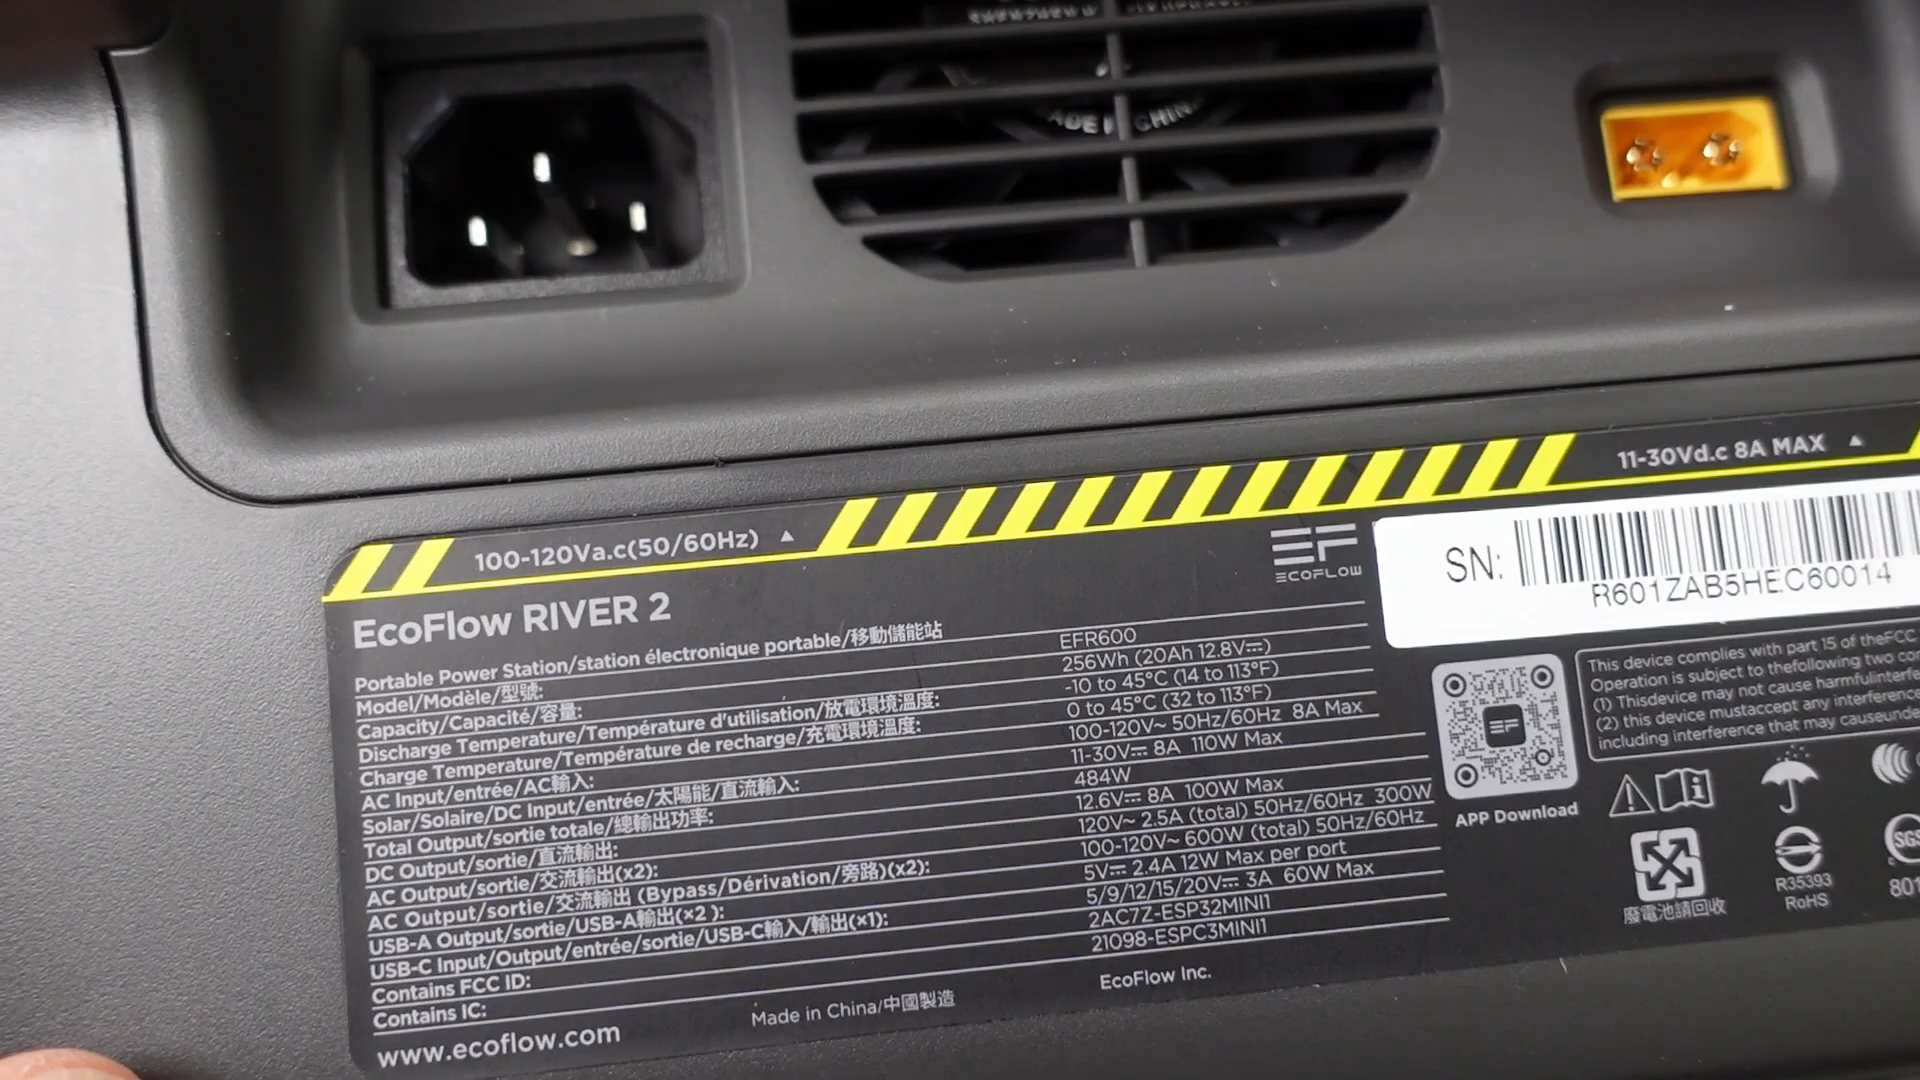 MADE IN CHINA
100-120Va.c(50/60Hz) ▲
11-30Vd.c 8A MAX ▲
EcoFlow RIVER 2
EF
ECOFLOW
SN:
R601ZAB5HEC60014
Portable Power Station/station électronique portable/移動儲能站
Model/Modèle/型號: EFR600
Capacity/Capacité/容量: 256Wh (20Ah 12.8V⎓)
Discharge Temperature/Température d'utilisation/放電環境溫度: -10 to 45°C (14 to 113°F)
Charge Temperature/Température de recharge/充電環境溫度: 0 to 45°C (32 to 113°F)
AC Input/entrée/AC輸入: 100-120V~ 50Hz/60Hz 8A Max
Solar/Solaire/DC Input/entrée/太陽能/直流輸入: 11-30V⎓ 8A 110W Max
Total Output/sortie totale/總輸出功率: 484W
DC Output/sortie/直流輸出: 12.6V⎓ 8A 100W Max
AC Output/sortie/交流輸出(x2): 120V~ 2.5A (total) 50Hz/60Hz 300W
AC Output/sortie/交流輸出 (Bypass/Dérivation/旁路)(x2): 100-120V~ 600W (total) 50Hz/60Hz
USB-A Output/sortie/USB-A輸出(×2 ): 5V⎓ 2.4A 12W Max per port
USB-C Input/Output/entrée/sortie/USB-C輸入/輸出(×1): 5/9/12/15/20V⎓ 3A 60W Max
Contains FCC ID: 2AC7Z-ESP32MINI1
Contains IC: 21098-ESPC3MINI1
www.ecoflow.com
Made in China/中國製造
EcoFlow Inc.
EF
APP Download
This device complies with part 15 of theFCC
Operation is subject to thefollowing two
(1) Thisdevice may not cause
(2) this device mustaccept any
including interference that may
廢電池請回收
R35393
RoHS
SGS